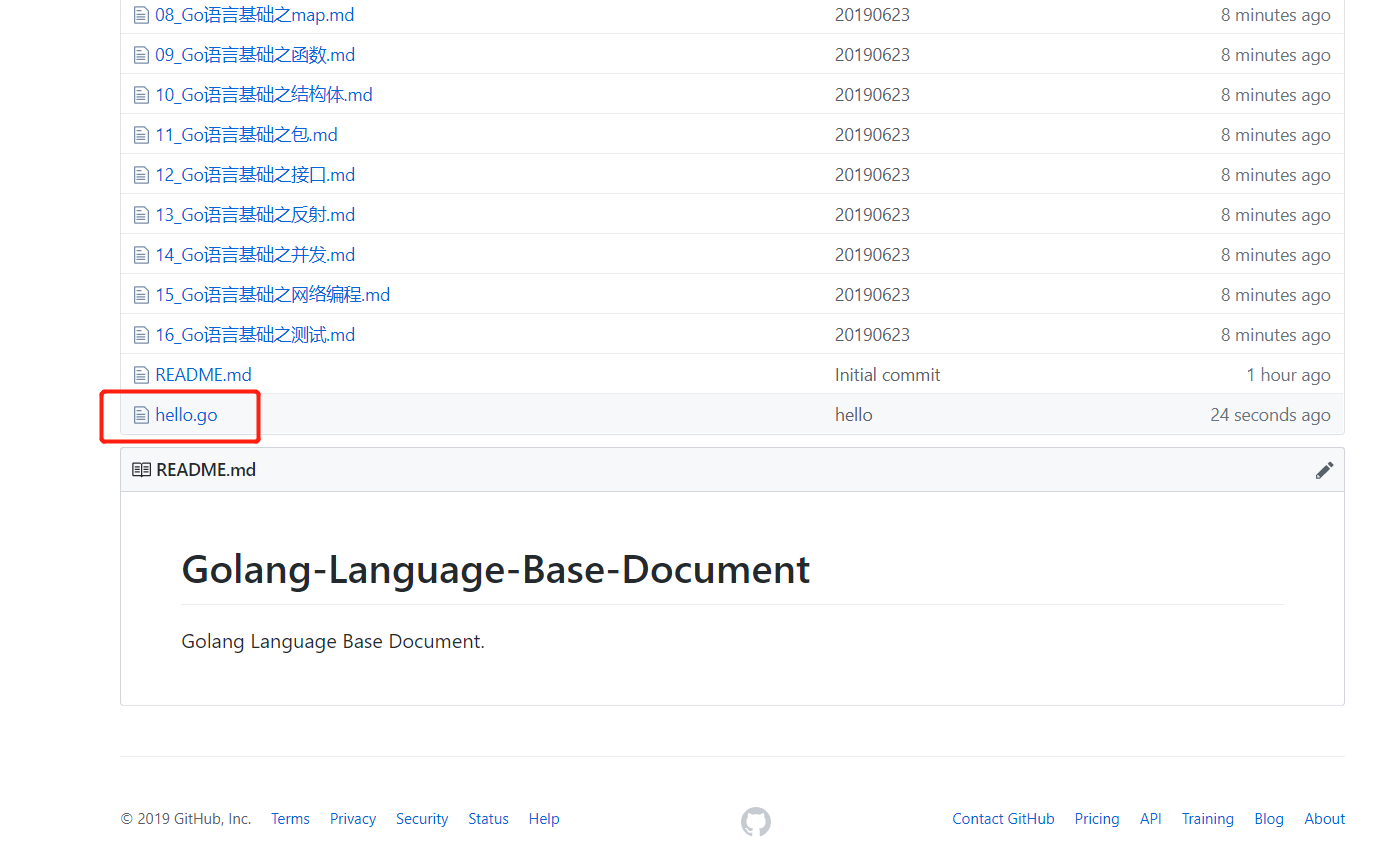 08_Go语言基础之map.md 20190623 8 minutes ago
09_Go语言基础之函数.md 20190623 8 minutes ago
10_Go语言基础之结构体.md 20190623 8 minutes ago
11_Go语言基础之包.md 20190623 8 minutes ago
12_Go语言基础之接口.md 20190623 8 minutes ago
13_Go语言基础之反射.md 20190623 8 minutes ago
14_Go语言基础之并发.md 20190623 8 minutes ago
15_Go语言基础之网络编程.md 20190623 8 minutes ago
16_Go语言基础之测试.md 20190623 8 minutes ago
README.md Initial commit 1 hour ago
hello.go hello 24 seconds ago
README.md
Golang-Language-Base-Document
Golang Language Base Document.
© 2019 GitHub, Inc. Terms Privacy Security Status Help Contact GitHub Pricing API Training Blog About